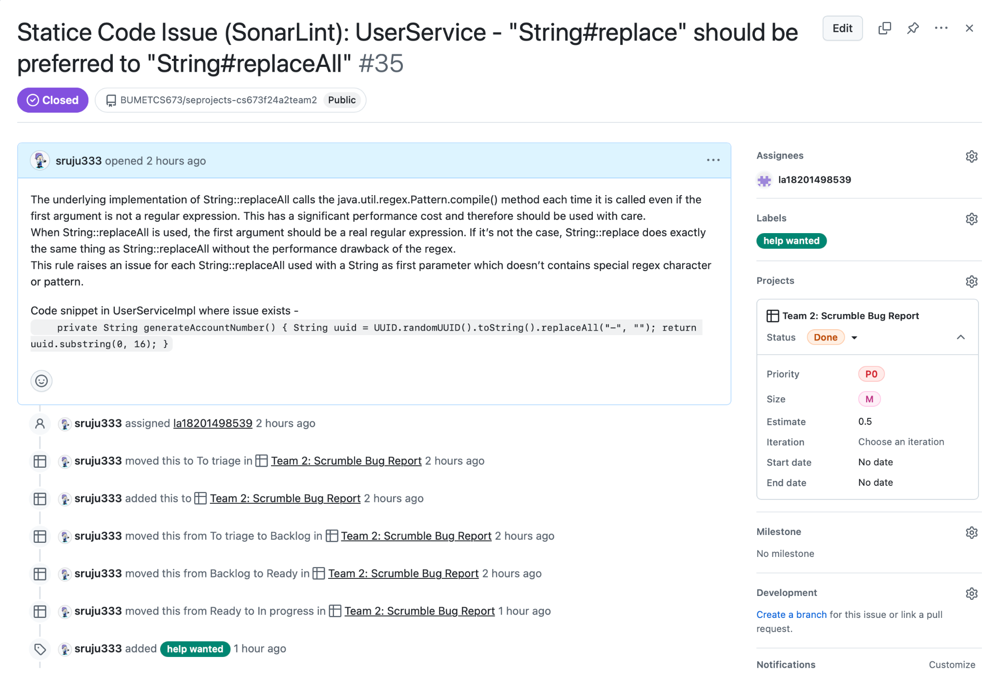 Statice Code Issue (SonarLint): UserService - "String#replace" should be
preferred to "String#replaceAll" #35
Edit
Closed
BUMETCS673/seprojects-cs673f24a2team2 Public
sruju333 opened 2 hours ago
The underlying implementation of String::replaceAll calls the java.util.regex.Pattern.compile() method each time it is called even if the
first argument is not a regular expression. This has a significant performance cost and therefore should be used with care.
When String::replaceAll is used, the first argument should be a real regular expression. If it’s not the case, String::replace does exactly
the same thing as String::replaceAll without the performance drawback of the regex.
This rule raises an issue for each String::replaceAll used with a String as first parameter which doesn’t contains special regex character
or pattern.
Code snippet in UserServiceImpl where issue exists -
private String generateAccountNumber() { String uuid = UUID.randomUUID().toString().replaceAll("-", ""); return
uuid.substring(0, 16); }
sruju333 assigned la18201498539 2 hours ago
sruju333 moved this to To triage in Team 2: Scrumble Bug Report 2 hours ago
sruju333 added this to Team 2: Scrumble Bug Report 2 hours ago
sruju333 moved this from To triage to Backlog in Team 2: Scrumble Bug Report 2 hours ago
sruju333 moved this from Backlog to Ready in Team 2: Scrumble Bug Report 2 hours ago
sruju333 moved this from Ready to In progress in Team 2: Scrumble Bug Report 1 hour ago
sruju333 added help wanted 1 hour ago
Assignees
la18201498539
Labels
help wanted
Projects
Team 2: Scrumble Bug Report
Status Done
Priority P0
Size M
Estimate 0.5
Iteration Choose an iteration
Start date No date
End date No date
Milestone
No milestone
Development
Create a branch for this issue or link a pull
request.
Notifications Customize